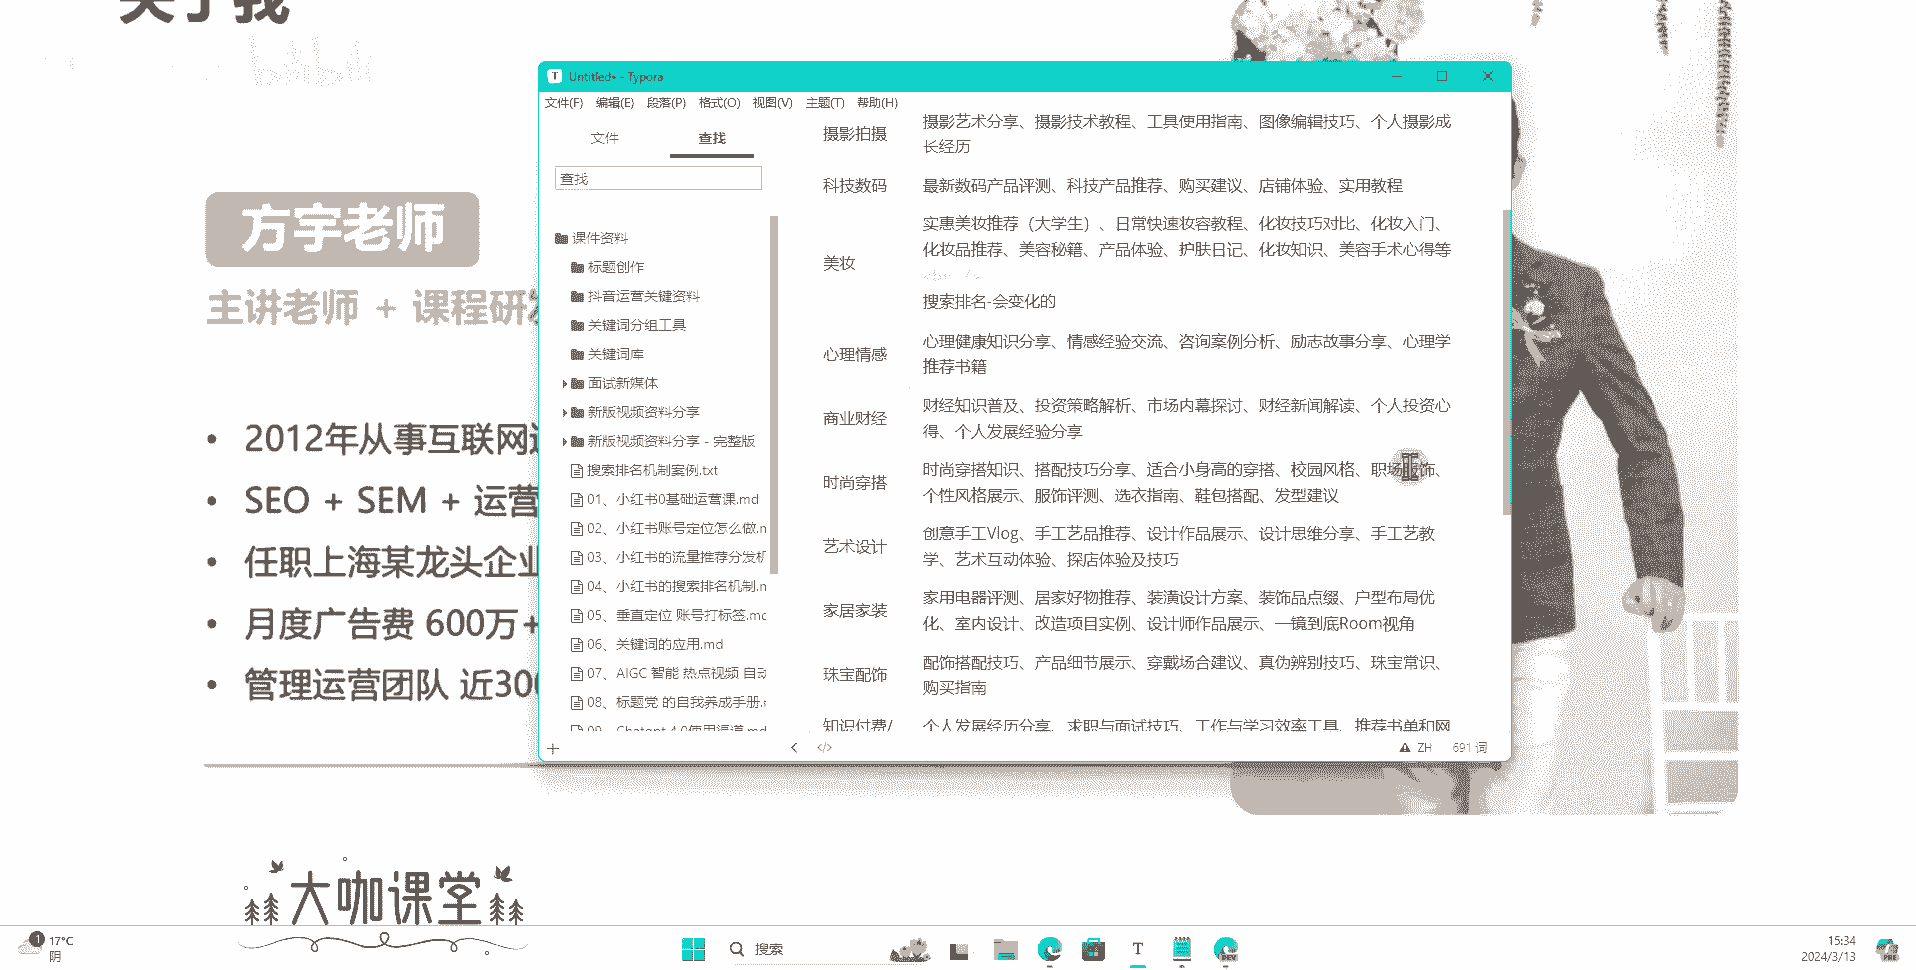 关于我
bilibili
方宇老师
主讲老师 + 课程研发
• 2012年从事互联网
• SEO + SEM + 运营
• 任职上海某龙头企业
• 月度广告费 600万+
• 管理运营团队 近300
大咖课堂
Untitled• - Typora
文件(F) 编辑(E) 段落(P) 格式(O) 视图(V) 主题(T) 帮助(H)
文件 查找
查找
课件资料
标题创作
抖音运营关键资料
关键词分组工具
关键词库
面试新媒体
新版视频资料分享
新版视频资料分享 - 完整版
搜索排名机制案例.txt
01、小红书0基础运营课.md
02、小红书账号定位怎么做.m
03、小红书的流量推荐分发机
04、小红书的搜索排名机制.m
05、垂直定位 账号打标签.mc
06、关键词的应用.md
07、AIGC 智能 热点视频 自动
08、标题党 的自我养成手册.
09、Chatgpt 4.0使用渠道.md
摄影拍摄
摄影艺术分享、摄影技术教程、工具使用指南、图像编辑技巧、个人摄影成
长经历
科技数码
最新数码产品评测、科技产品推荐、购买建议、店铺体验、实用教程
美妆
实惠美妆推荐（大学生）、日常快速妆容教程、化妆技巧对比、化妆入门、
化妆品推荐、美容秘籍、产品体验、护肤日记、化妆知识、美容手术心得等
搜索排名-会变化的
心理情感
心理健康知识分享、情感经验交流、咨询案例分析、励志故事分享、心理学
推荐书籍
商业财经
财经知识普及、投资策略解析、市场内幕探讨、财经新闻解读、个人投资心
得、个人发展经验分享
时尚穿搭
时尚穿搭知识、搭配技巧分享、适合小身高的穿搭、校园风格、职场服饰、
个性风格展示、服饰评测、选衣指南、鞋包搭配、发型建议
艺术设计
创意手工Vlog、手工艺品推荐、设计作品展示、设计思维分享、手工艺教
学、艺术互动体验、探店体验及技巧
家居家装
家用电器评测、居家好物推荐、装潢设计方案、装饰品点缀、户型布局优
化、室内设计、改造项目实例、设计师作品展示、一镜到底Room视角
珠宝配饰
配饰搭配技巧、产品细节展示、穿戴场合建议、真伪辨别技巧、珠宝常识、
购买指南
知识付费/
个人发展经历分享、求职与面试技巧、工作与学习效率工具、推荐书单和网
ZH 691 词
1 17°C
阴
搜索
T
DEV
15:34
2024/3/13
PRE